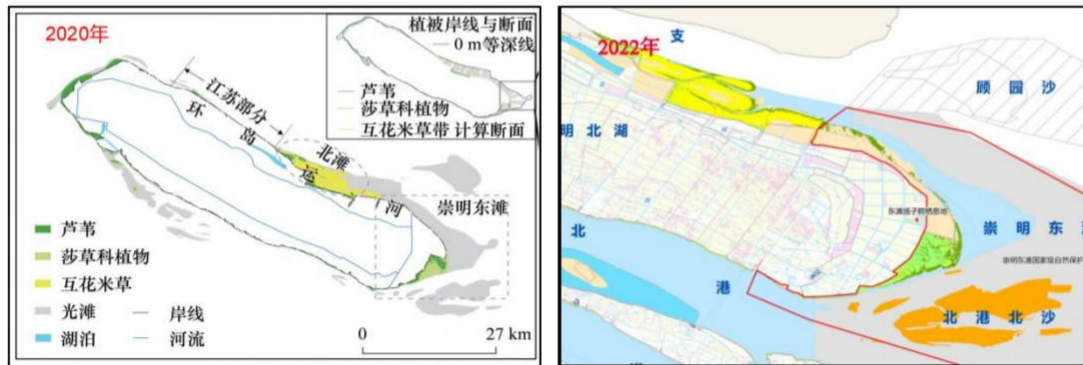 2020年
植被岸线与断面
0 m等深线
芦苇
莎草科植物
互花米草带 计算断面
江苏部分
环岛运河
北滩
崇明东滩
芦苇
莎草科植物
互花米草
光滩
岸线
湖泊
河流
0
27 km
2022年
支
顾园沙
明北湖
崇明东
北
港
北港北沙